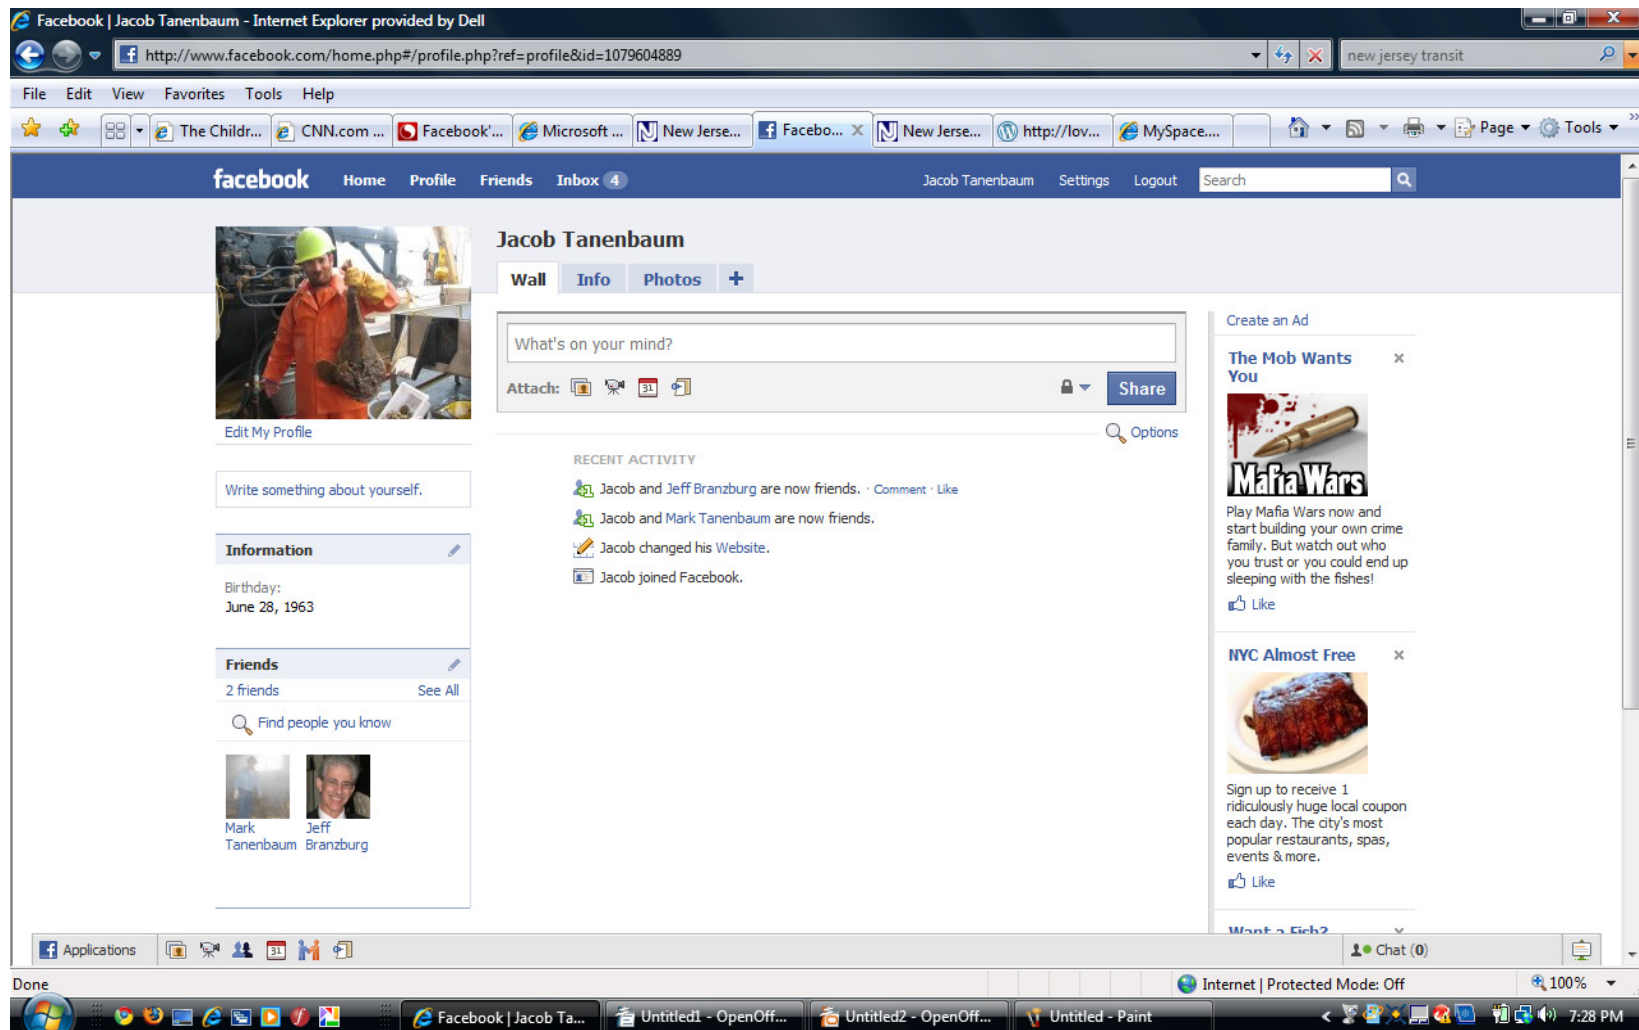 Facebook | Jacob Tanenbaum - Internet Explorer provided by Dell
http://www.facebook.com/home.php#/profile.php?ref=profile&id=1079604889
new jersey transit
File Edit View Favorites Tools Help
The Childr... CNN.com ... Facebook'... Microsoft ... New Jerse... Facebo... X New Jerse... http://lov... MySpace.... Page Tools
facebook Home Profile Friends Inbox 4 Jacob Tanenbaum Settings Logout Search
Jacob Tanenbaum
Wall Info Photos +
What's on your mind?
Attach: 31 Share
Options
Edit My Profile
Write something about yourself.
Information
Birthday:
June 28, 1963
Friends
2 friends See All
Find people you know
Mark Tanenbaum
Jeff Branzburg
RECENT ACTIVITY
Jacob and Jeff Branzburg are now friends. · Comment · Like
Jacob and Mark Tanenbaum are now friends.
Jacob changed his Website.
Jacob joined Facebook.
Create an Ad
The Mob Wants
You
Mafia Wars
Play Mafia Wars now and
start building your own crime
family. But watch out who
you trust or you could end up
sleeping with the fishes!
Like
NYC Almost Free
Sign up to receive 1
ridiculously huge local coupon
each day. The city's most
popular restaurants, spas,
events & more.
Like
Want a Fish?
Applications 31 Chat (0)
Done Internet | Protected Mode: Off 100%
Facebook | Jacob Ta... Untitled1 - OpenOff... Untitled2 - OpenOff... Untitled - Paint 7:28 PM